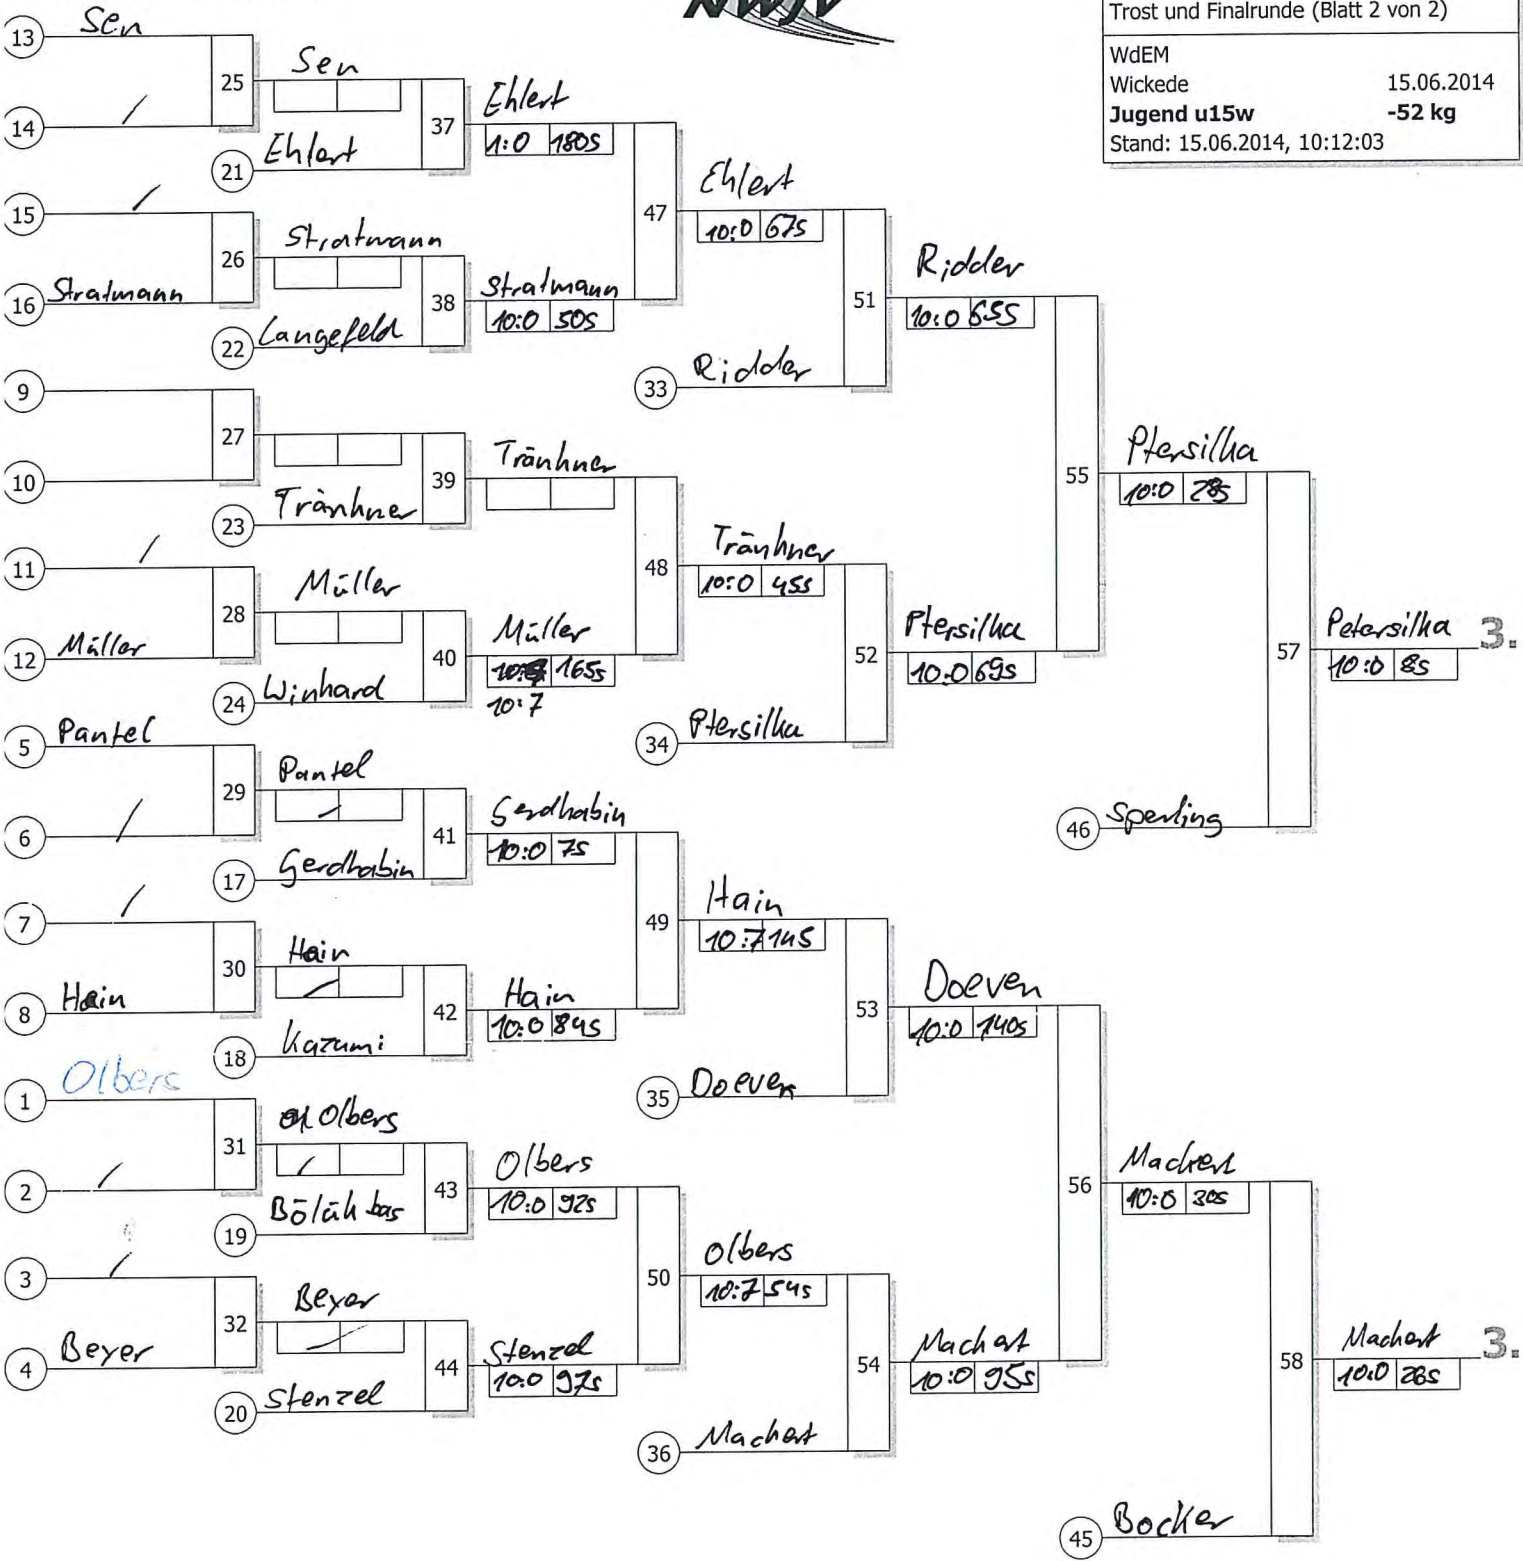 NWJV
Trost und Finalrunde (Blatt 2 von 2)
WdEM
Wickede 15.06.2014
Jugend u15w -52 kg
Stand: 15.06.2014, 10:12:03
13 Sen
25 Sen
14
37 Ehlert
1:0 180s
21 Ehlert
15
47 Ehlert
10:0 67s
26 Stratmann
16 Stratmann
38 Stratmann
10:0 50s
22 Langefeld
51 Ridder
10:0 65s
33 Ridder
9
27
10
39 Tränhner
23 Tränhner
55 Ptersilka
10:0 28s
11
48 Tränhner
10:0 45s
28 Müller
12 Müller
40 Müller
165s
10:7
24 Winhard
52 Ptersilka
10:0 69s
34 Ptersilka
57 Petersilka 3.
10:0 8s
5 Pantel
29 Pantel
6
41 Gerdhabin
10:0 7s
17 Gerdhabin
46 Sperling
7
49 Hain
10:7 14s
30 Hain
8 Hain
42 Hain
10:0 84s
18 Kazumi
53 Doeven
10:0 140s
35 Doeven
1 Olbers
31 Olbers
2
43 Olbers
10:0 92s
19 Bölükbas
56 Machert
10:0 30s
3
50 Olbers
10:7 54s
32 Beyer
4 Beyer
44 Stenzel
10:0 97s
20 Stenzel
54 Machert
10:0 95s
36 Machert
58 Machert 3.
10:0 28s
45 Bocker